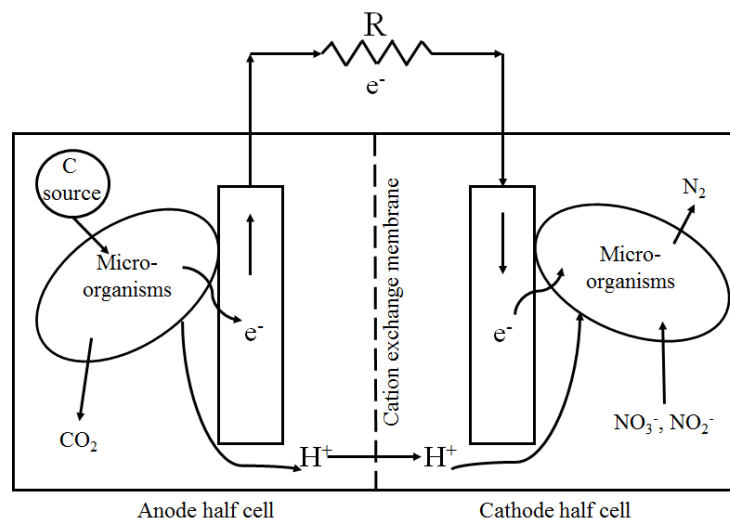 R
e⁻
C
source
Micro-
organisms
e⁻
CO₂
H⁺
Cation exchange membrane
H⁺
e⁻
Micro-
organisms
N₂
NO₃⁻, NO₂⁻
Anode half cell
Cathode half cell